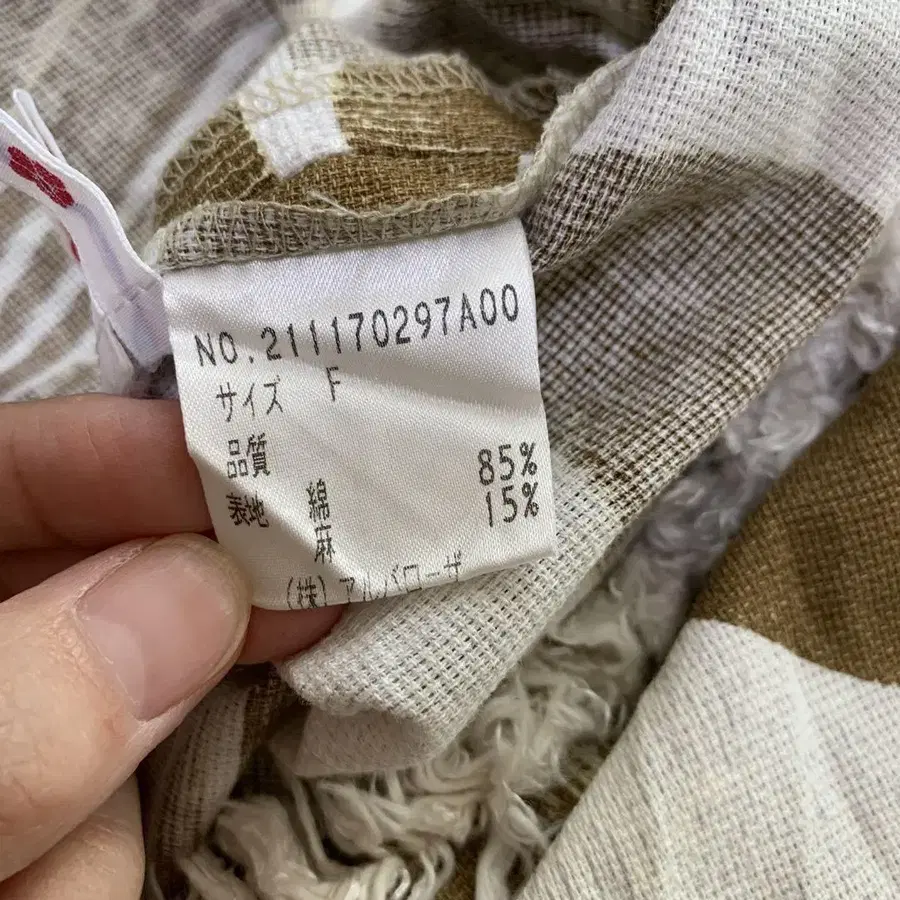 NO.211170297A00
サイズ F
品質
表地 綿 85%
麻 15%
(株)アルバローザ